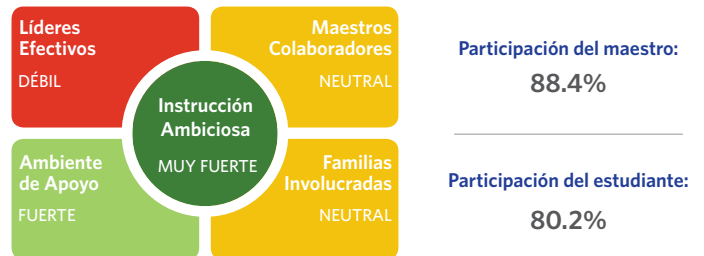 Líderes
Efectivos
DÉBIL
Maestros
Colaboradores
NEUTRAL
Instrucción
Ambiciosa
MUY FUERTE
Ambiente
de Apoyo
FUERTE
Familias
Involucradas
NEUTRAL
Participación del maestro:
88.4%
Participación del estudiante:
80.2%